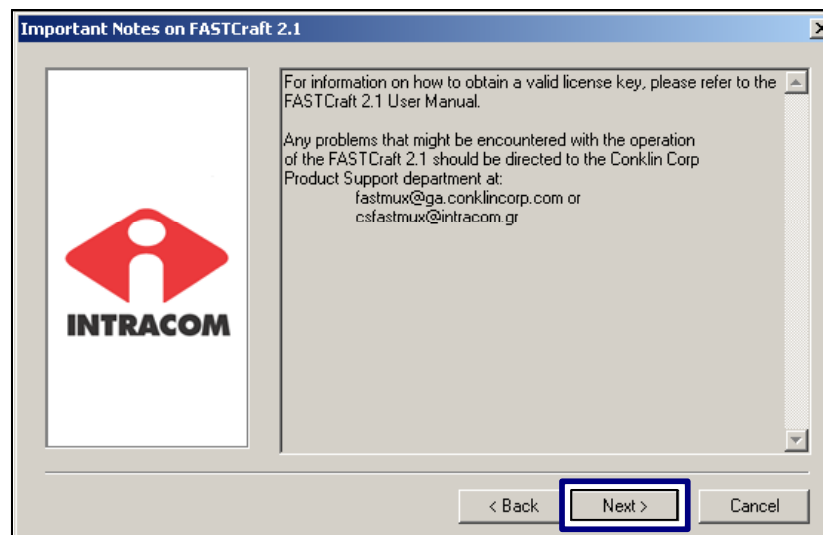 Important Notes on FASTCraft 2.1
For information on how to obtain a valid license key, please refer to the
FASTCraft 2.1 User Manual.
Any problems that might be encountered with the operation
of the FASTCraft 2.1 should be directed to the Conklin Corp
Product Support department at:
fastmux@ga.conklincorp.com or
csfastmux@intracom.gr
INTRACOM
< Back Next > Cancel